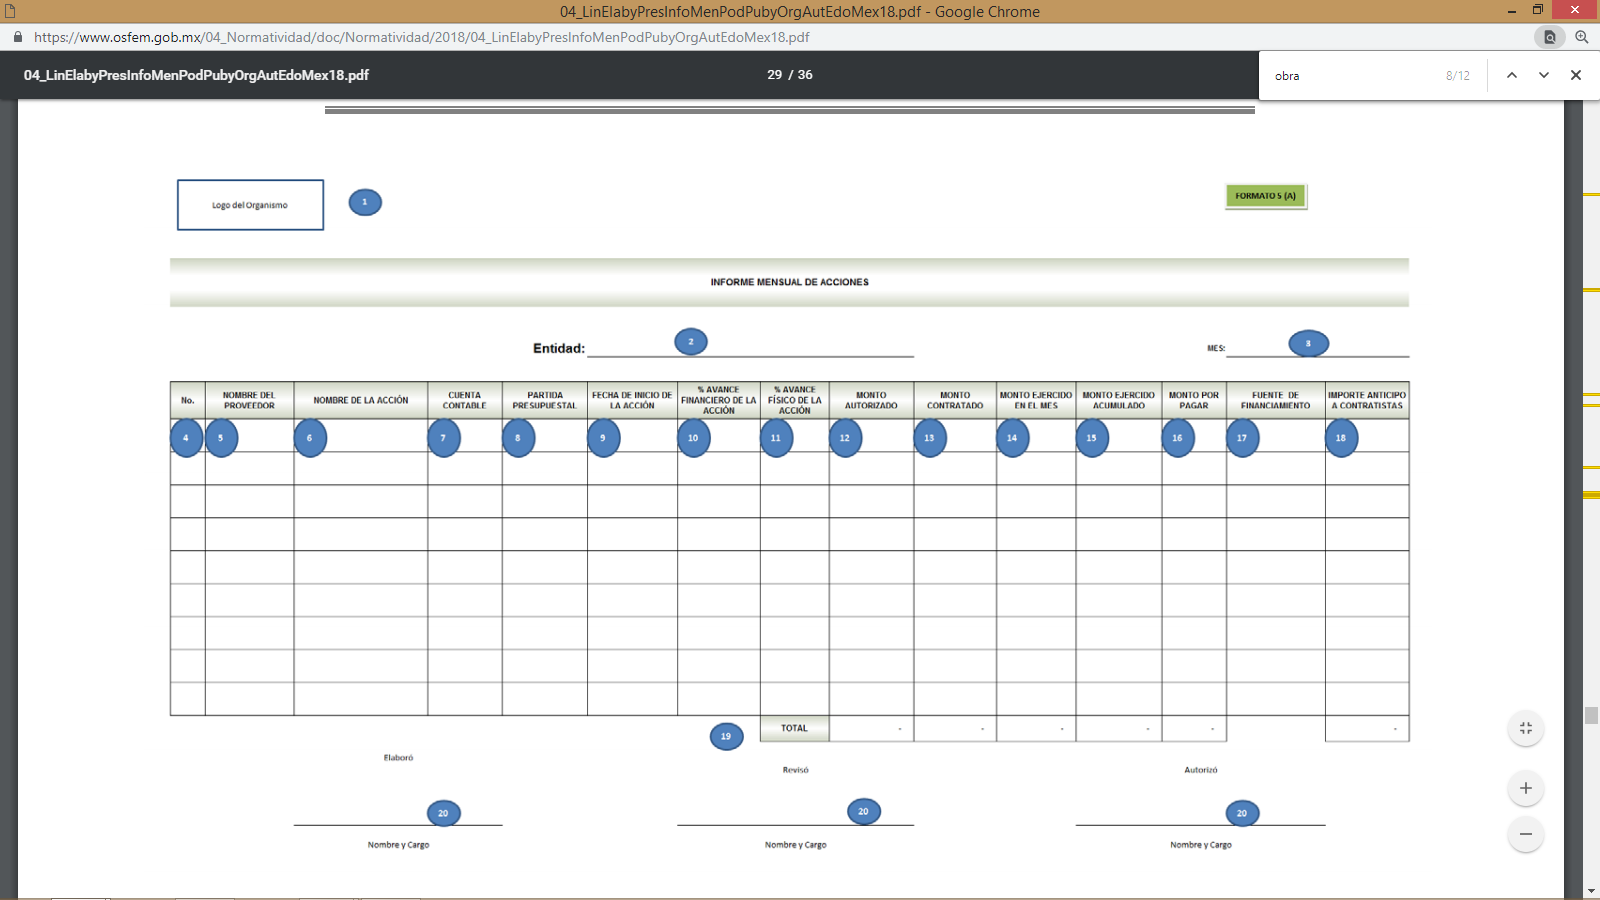 04_LinElabyPresInfoMenPodPubyOrgAutEdoMex18.pdf - Google Chrome
https://www.osfem.gob.mx/04_Normatividad/doc/Normatividad/2018/04_LinElabyPresInfoMenPodPubyOrgAutEdoMex18.pdf
04_LinElabyPresInfoMenPodPubyOrgAutEdoMex18.pdf
29 / 36
obra
8/12
Logo del Organismo
1
FORMATO 5 (A)
INFORME MENSUAL DE ACCIONES
Entidad:
2
MES:
3
No.
NOMBRE DEL
PROVEEDOR
NOMBRE DE LA ACCIÓN
CUENTA
CONTABLE
PARTIDA
PRESUPUESTAL
FECHA DE INICIO DE
LA ACCIÓN
% AVANCE
FINANCIERO DE LA
ACCIÓN
% AVANCE
FÍSICO DE LA
ACCIÓN
MONTO
AUTORIZADO
MONTO
CONTRATADO
MONTO EJERCIDO
EN EL MES
MONTO EJERCIDO
ACUMULADO
MONTO POR
PAGAR
FUENTE DE
FINANCIAMIENTO
IMPORTE ANTICIPO
A CONTRATISTAS
4 5 6 7 8 9 10 11 12 13 14 15 16 17 18
19
TOTAL - - - - - -
Elaboró
Revisó
Autorizó
20 20 20
Nombre y Cargo
Nombre y Cargo
Nombre y Cargo